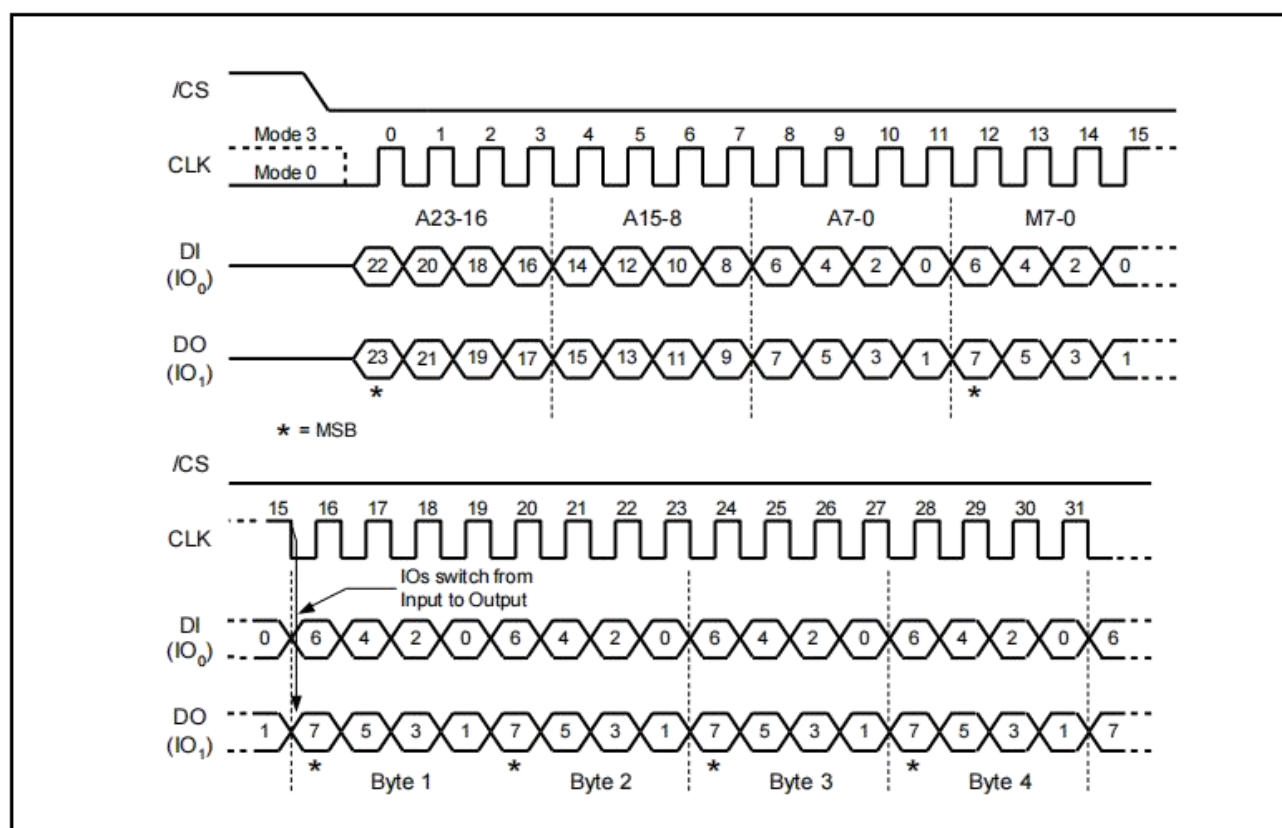 /CS
Mode 3 0 1 2 3 4 5 6 7 8 9 10 11 12 13 14 15
CLK
Mode 0
A23-16 A15-8 A7-0 M7-0
DI
(IO0)
22 20 18 16 14 12 10 8 6 4 2 0 6 4 2 0
DO
(IO1)
23 21 19 17 15 13 11 9 7 5 3 1 7 5 3 1
* *
* = MSB
/CS
15 16 17 18 19 20 21 22 23 24 25 26 27 28 29 30 31
CLK
IOs switch from
Input to Output
DI
(IO0)
0 6 4 2 0 6 4 2 0 6 4 2 0 6 4 2 0 6
DO
(IO1)
1 7 5 3 1 7 5 3 1 7 5 3 1 7 5 3 1 7
* * * *
Byte 1 Byte 2 Byte 3 Byte 4